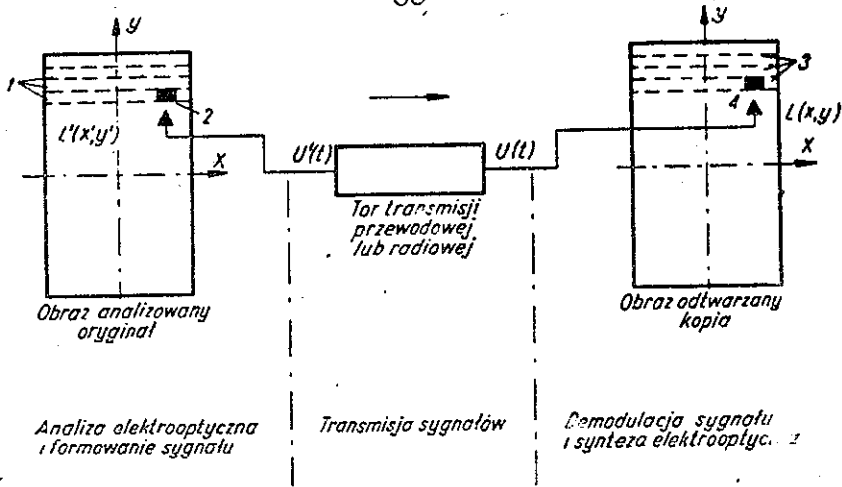 y
1
2
L'(x',y')
X
Obraz analizowany
oryginał
U'(t)
U(t)
Tor transmisji
przewodowej
lub radiowej
y
3
4
L(x,y)
X
Obraz odtwarzany
kopia
Analiza elektrooptyczna
i formowanie sygnału
Transmisja sygnałów
Demodulacja sygnału
i synteza